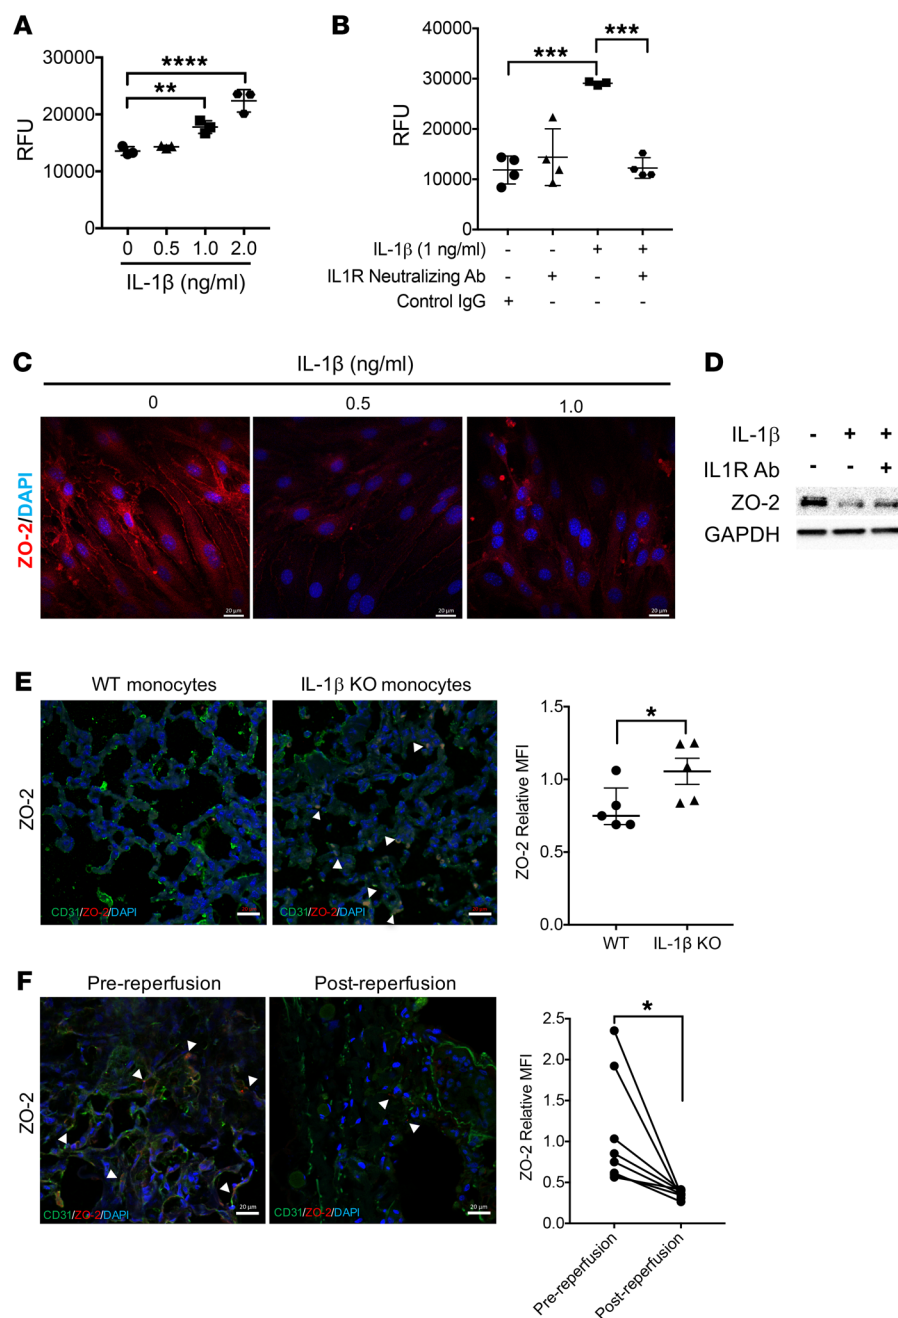 A
30000
20000
10000
0
RFU
****
**
0 0.5 1.0 2.0
IL-1β (ng/ml)
B
40000
30000
20000
10000
0
RFU
*** ***
IL-1β (1 ng/ml) - - + +
IL1R Neutralizing Ab - + - +
Control IgG + - - -
C
IL-1β (ng/ml)
0 0.5 1.0
ZO-2/DAPI
20 µm 20 µm 20 µm
D
IL-1β - + +
IL1R Ab - - +
ZO-2
GAPDH
E
WT monocytes IL-1β KO monocytes
ZO-2
CD31/ZO-2/DAPI CD31/ZO-2/DAPI
ZO-2 Relative MFI
1.5
1.0
0.5
0.0
*
WT IL-1β KO
F
Pre-reperfusion Post-reperfusion
ZO-2
CD31/ZO-2/DAPI 20 µm CD31/ZO-2/DAPI 20 µm
ZO-2 Relative MFI
2.5
2.0
1.5
1.0
0.5
0.0
*
Pre-reperfusion
Post-reperfusion